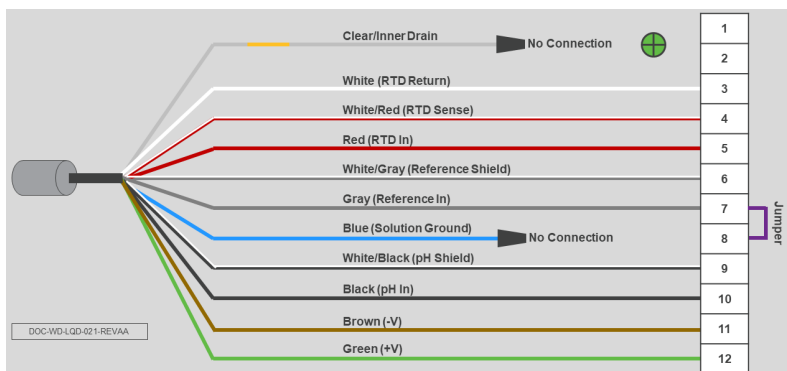 Clear/Inner Drain
No Connection
1
2
White (RTD Return)
3
White/Red (RTD Sense)
4
Red (RTD In)
5
White/Gray (Reference Shield)
6
Gray (Reference In)
7
Jumper
Blue (Solution Ground)
No Connection
8
White/Black (pH Shield)
9
Black (pH In)
10
Brown (-V)
11
DOC-WD-LQD-021-REVAA
Green (+V)
12